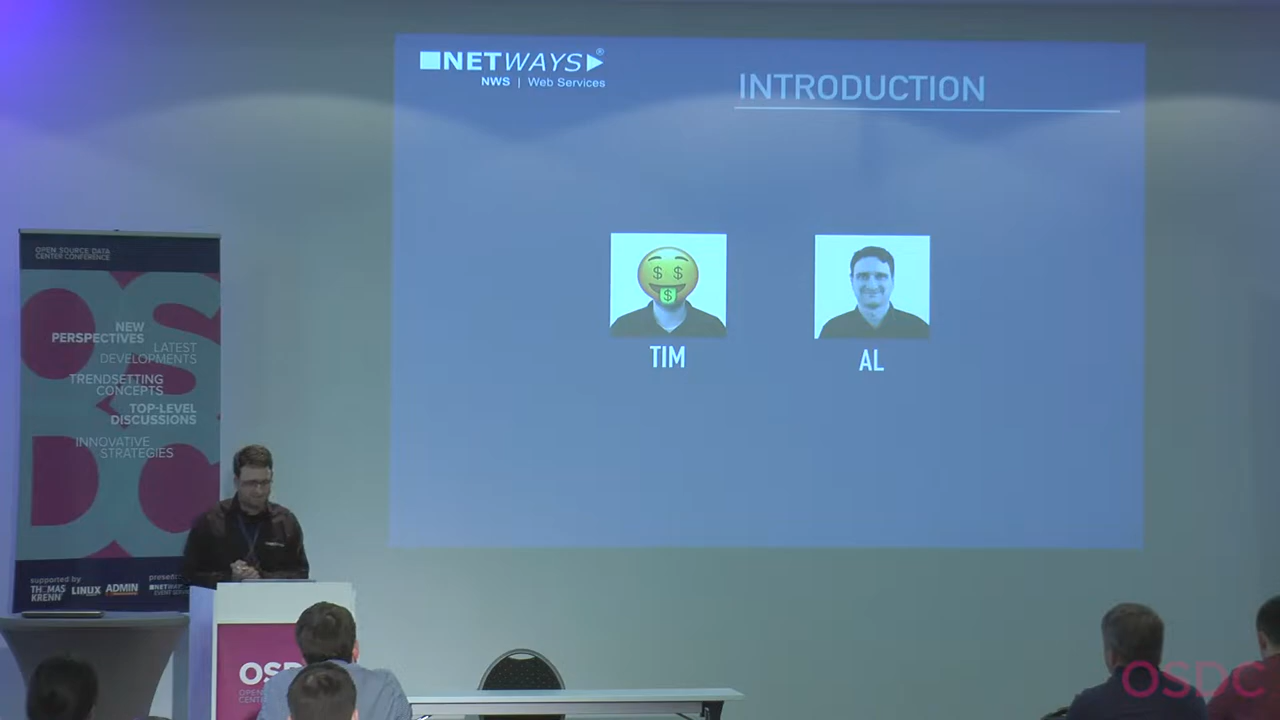 NETWAYS®
NWS | Web Services
INTRODUCTION
$ $
$
TIM
AL
OPEN SOURCE DATA
CENTER CONFERENCE
NEW
PERSPECTIVES
LATEST
DEVELOPMENTS
TRENDSETTING
CONCEPTS
TOP-LEVEL
DISCUSSIONS
INNOVATIVE
STRATEGIES
supported by
THOMAS
KRENN
LINUX
ADMIN
OSDC